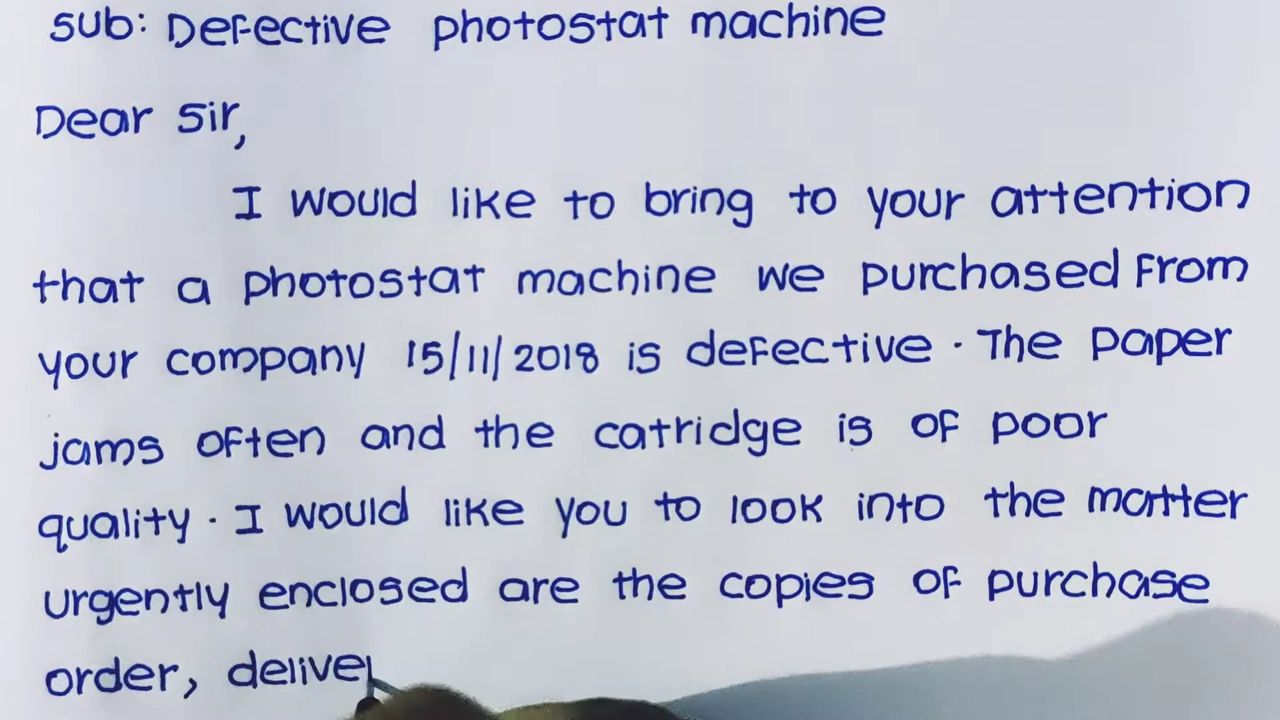 sub: Defective photostat machine
Dear Sir,
I would like to bring to your attention
that a photostat machine we purchased from
your company 15/11/2018 is defective. The paper
jams often and the catridge is of poor
quality. I would like you to look into the matter
urgently enclosed are the copies of purchase
order,